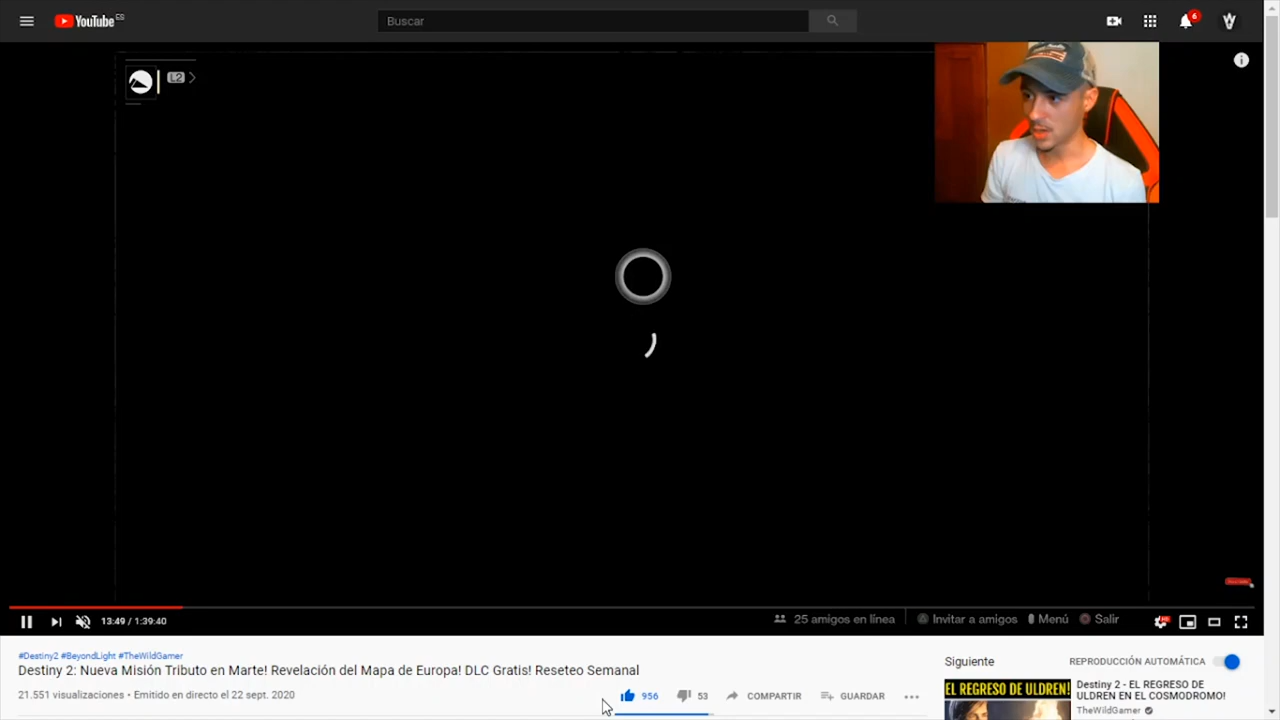 YouTube ES
Buscar
6
L2
25 amigos en línea
Invitar a amigos
Menú
Salir
13:49 / 1:39:40
#Destiny2 #BeyondLight #TheWildGamer
Destiny 2: Nueva Misión Tributo en Marte! Revelación del Mapa de Europa! DLC Gratis! Reseteo Semanal
21.551 visualizaciones • Emitido en directo el 22 sept. 2020
956
53
COMPARTIR
GUARDAR
Siguiente
REPRODUCCIÓN AUTOMÁTICA
EL REGRESO DE ULDREN!
Destiny 2 - EL REGRESO DE
ULDREN EN EL COSMODROMO!
TheWildGamer